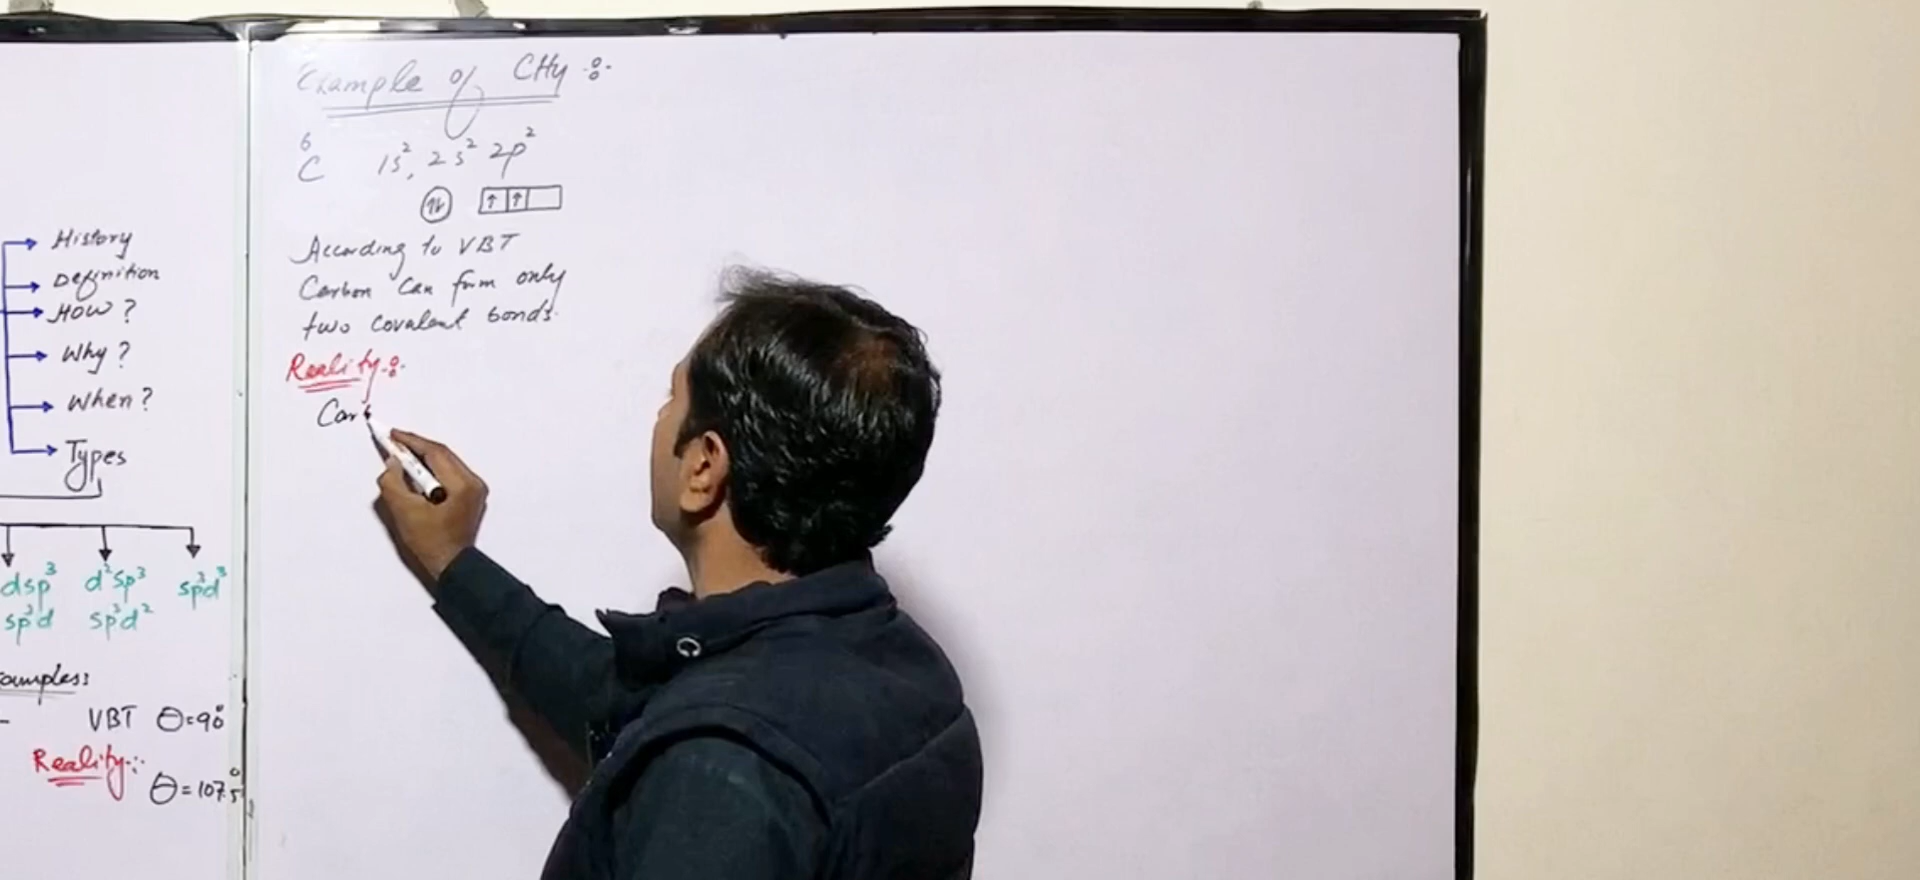 History
Definition
How?
Why?
When?
Types
dsp³ d²sp³ sp³d³
sp³d sp³d²
VBT θ=90°
Reality:
θ=107.5°
Example of CH4 :
6
C 1s², 2s² 2p²
↑↓ ↑ ↑
According to VBT
Carbon can form only
two covalent bonds.
Reality :
Car